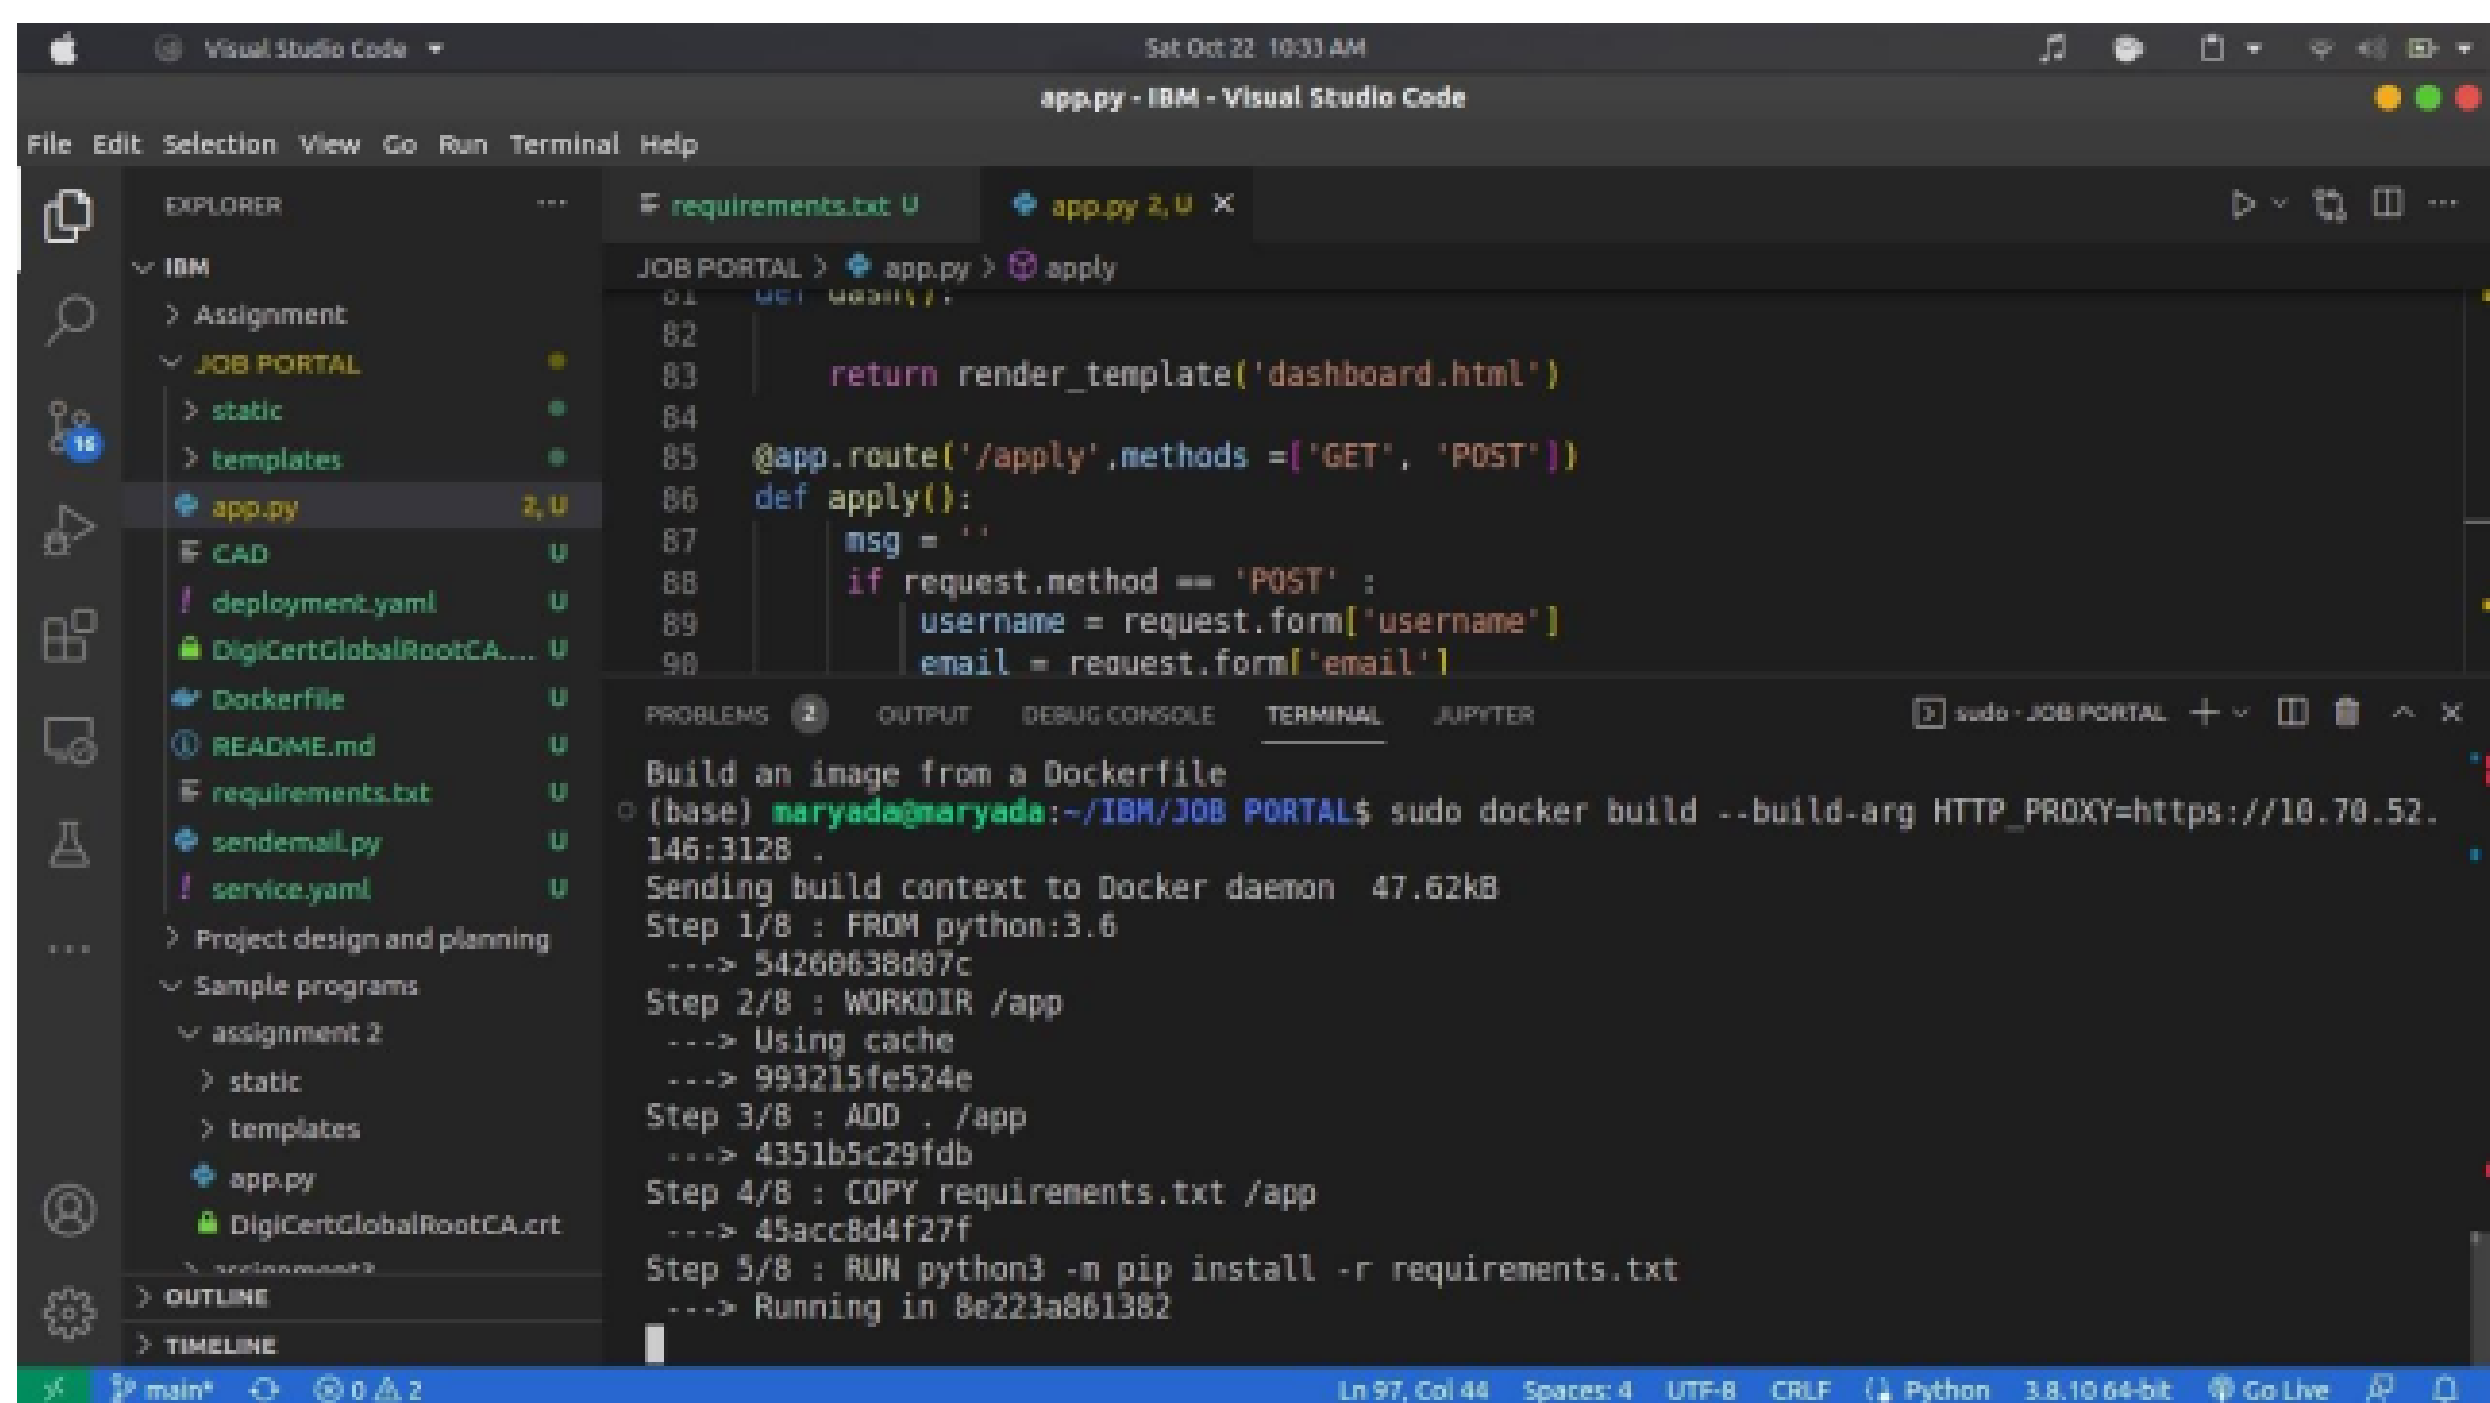 Visual Studio Code
Sat Oct 22 10:33 AM
app.py - IBM - Visual Studio Code
File Edit Selection View Go Run Terminal Help
EXPLORER ...
IBM
Assignment
JOB PORTAL
static
templates
app.py 2, U
CAD U
deployment.yaml U
DigiCertGlobalRootCA.... U
Dockerfile U
README.md U
requirements.txt U
sendemail.py U
service.yaml U
Project design and planning
Sample programs
assignment 2
static
templates
app.py
DigiCertGlobalRootCA.crt
OUTLINE
TIMELINE
16
requirements.txt U
app.py 2, U
JOB PORTAL > app.py > apply
81 def dash():
82
83 return render_template('dashboard.html')
84
85 @app.route('/apply',methods =['GET', 'POST'])
86 def apply():
87 msg = ''
88 if request.method == 'POST' :
89 username = request.form['username']
90 email = request.form['email']
PROBLEMS 2 OUTPUT DEBUG CONSOLE TERMINAL JUPYTER
sudo - JOB PORTAL
Build an image from a Dockerfile
(base) maryada@maryada:~/IBM/JOB PORTAL$ sudo docker build --build-arg HTTP_PROXY=https://10.70.52.
146:3128 .
Sending build context to Docker daemon 47.62kB
Step 1/8 : FROM python:3.6
---> 54260638d07c
Step 2/8 : WORKDIR /app
---> Using cache
---> 993215fe524e
Step 3/8 : ADD . /app
---> 4351b5c29fdb
Step 4/8 : COPY requirements.txt /app
---> 45acc8d4f27f
Step 5/8 : RUN python3 -m pip install -r requirements.txt
---> Running in 8e223a861382
main* 0 2
Ln 97, Col 44 Spaces: 4 UTF-8 CRLF Python 3.8.10 64-bit Go Live